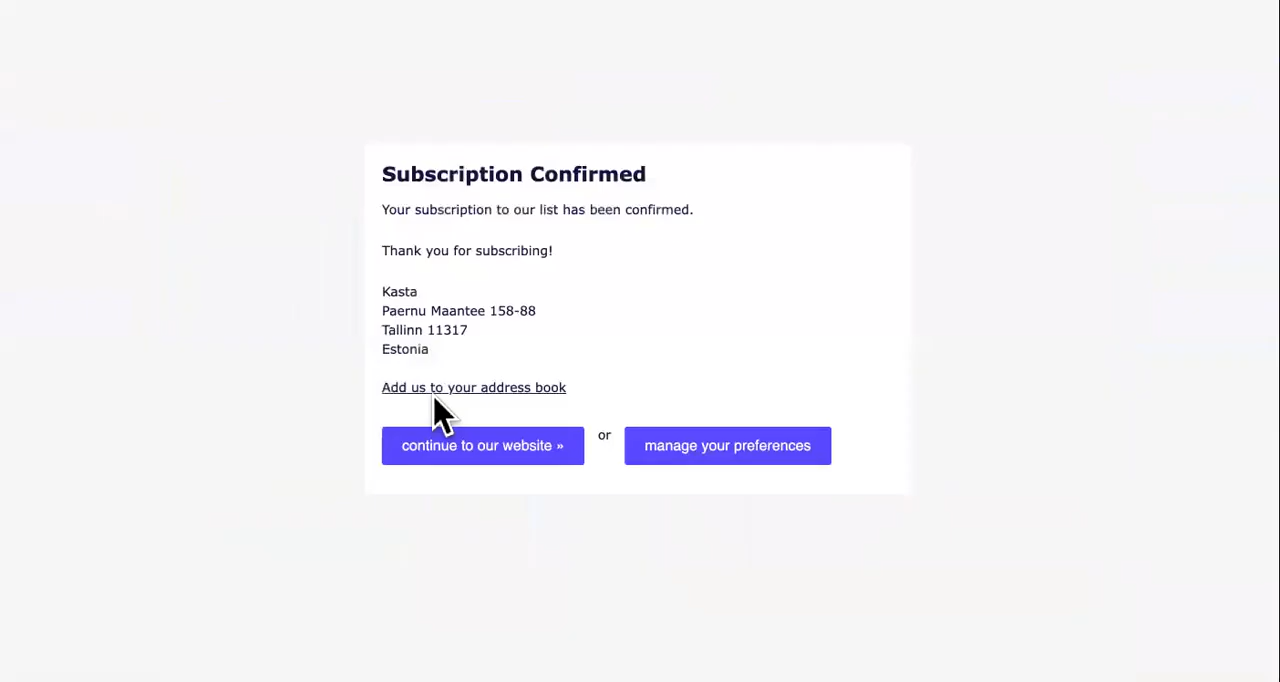 Subscription Confirmed
Your subscription to our list has been confirmed.
Thank you for subscribing!
Kasta
Paernu Maantee 158-88
Tallinn 11317
Estonia
Add us to your address book
continue to our website »
or
manage your preferences